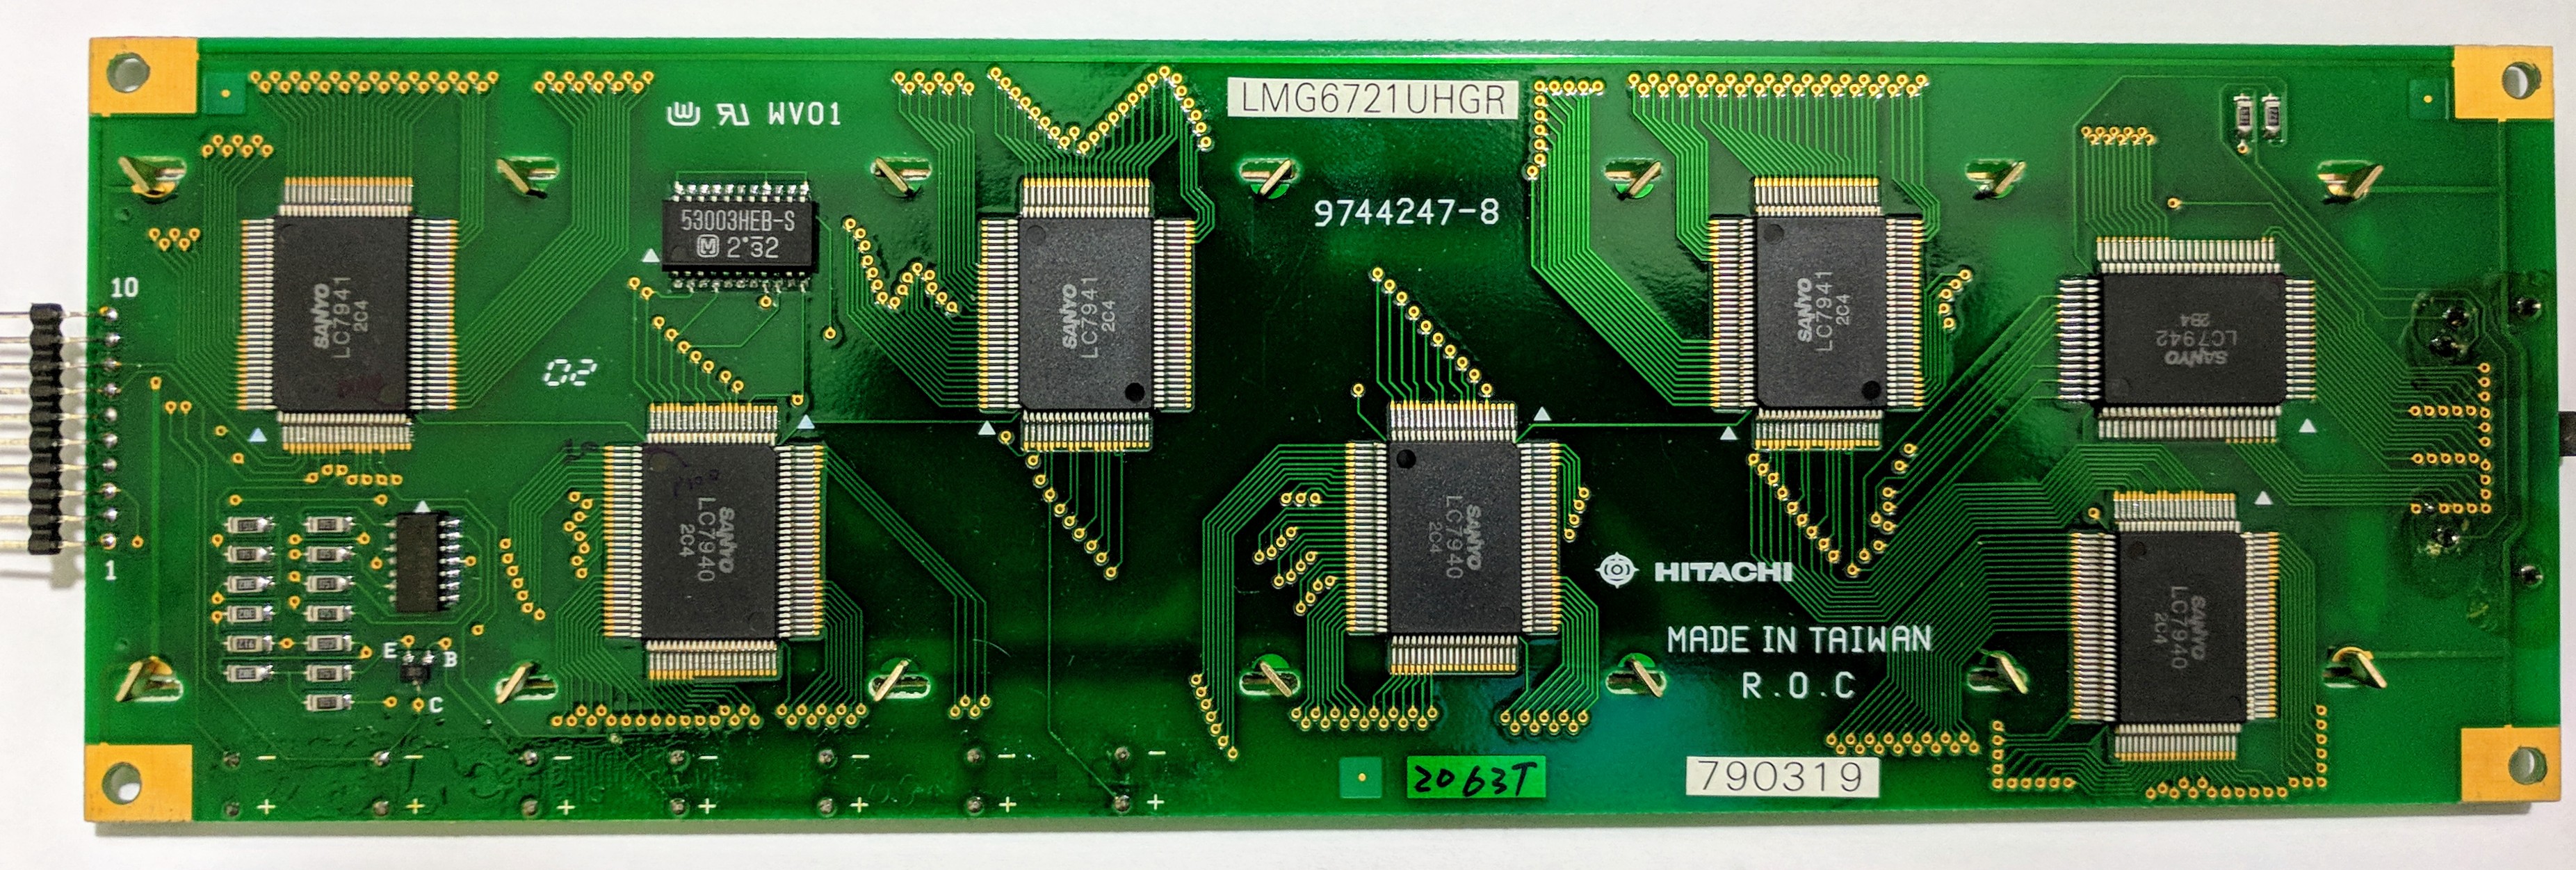 LMG6721UHGR
WV01
9744247-8
53003HEB-S
M 2*32
SANYO
LC7941
2C4
SANYO
LC7941
2C4
SANYO
LC7941
2C4
SANYO
LC7942
2B4
10
02
1
SANYO
LC7940
2C4
SANYO
LC7940
2C4
SANYO
LC7940
2C4
HITACHI
MADE IN TAIWAN
R.O.C
E
B
C
- - - - - - -
+ + + + + + +
2063T
790319